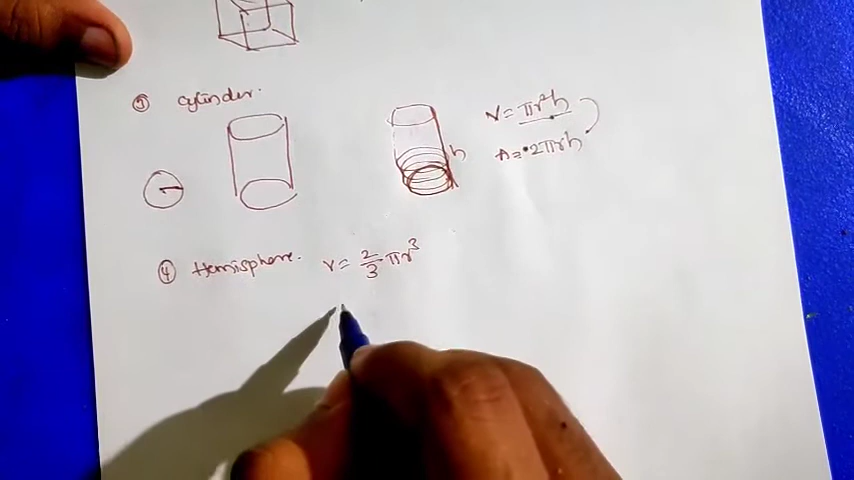 ③ Cylinder.
V = πr²h
h
A = 2πrh
④ Hemisphere. V = 2/3 πr³